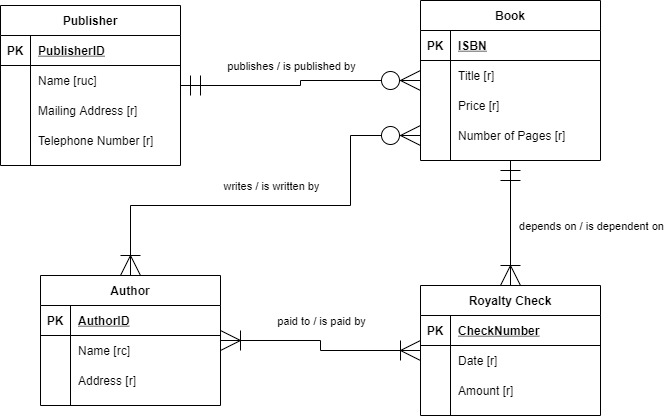 Publisher
PK PublisherID
Name [ruc]
Mailing Address [r]
Telephone Number [r]
publishes / is published by
Book
PK ISBN
Title [r]
Price [r]
Number of Pages [r]
writes / is written by
depends on / is dependent on
Author
PK AuthorID
Name [rc]
Address [r]
paid to / is paid by
Royalty Check
PK CheckNumber
Date [r]
Amount [r]